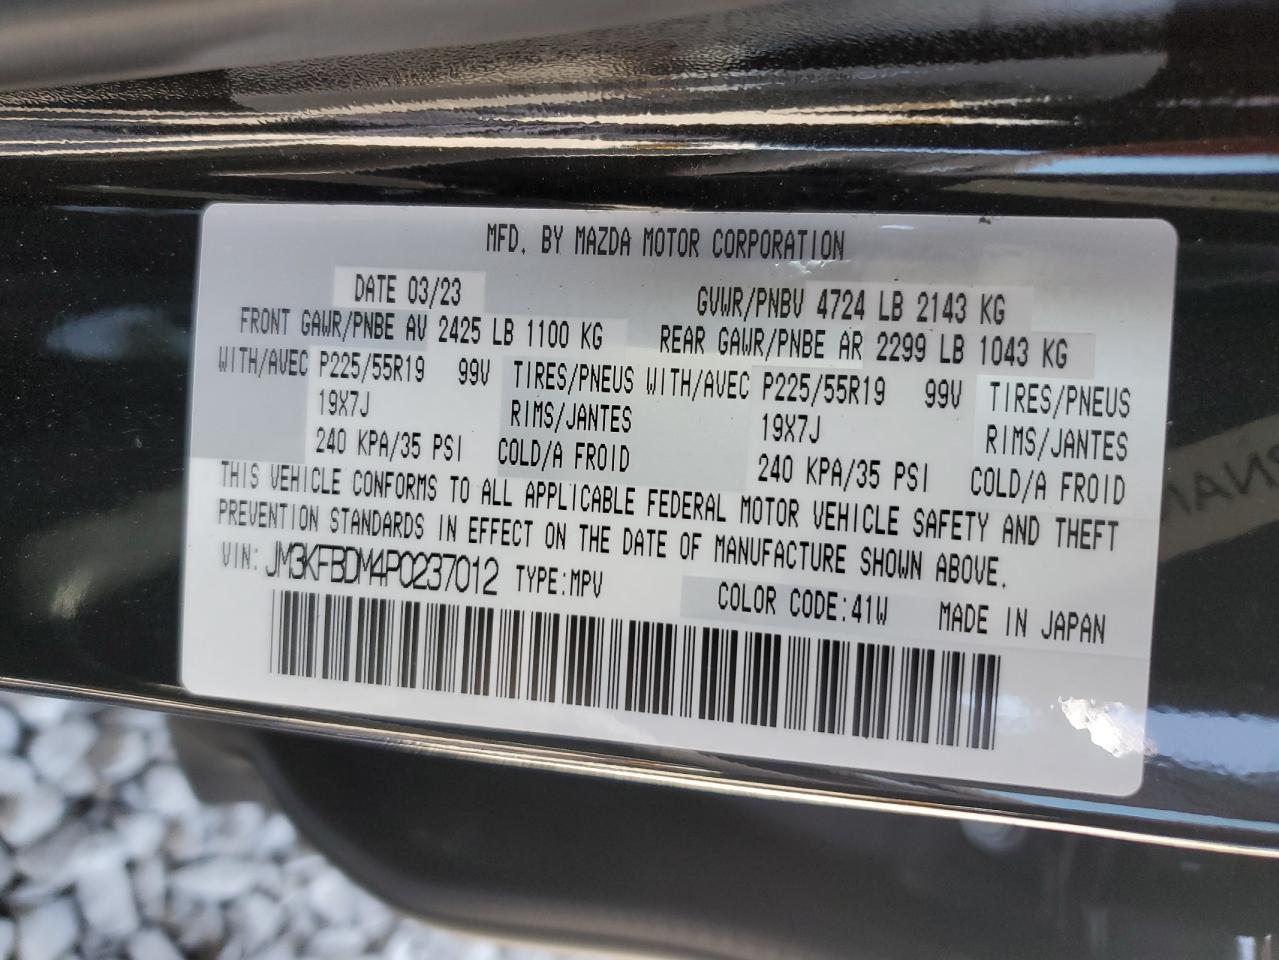 MFD. BY MAZDA MOTOR CORPORATION
DATE 03/23 GVWR/PNBV 4724 LB 2143 KG
FRONT GAWR/PNBE AV 2425 LB 1100 KG REAR GAWR/PNBE AR 2299 LB 1043 KG
WITH/AVEC P225/55R19 99V TIRES/PNEUS WITH/AVEC P225/55R19 99V TIRES/PNEUS
19X7J RIMS/JANTES 19X7J RIMS/JANTES
240 KPA/35 PSI COLD/A FROID 240 KPA/35 PSI COLD/A FROID
THIS VEHICLE CONFORMS TO ALL APPLICABLE FEDERAL MOTOR VEHICLE SAFETY AND THEFT
PREVENTION STANDARDS IN EFFECT ON THE DATE OF MANUFACTURE SHOWN ABOVE.
VIN: JM3KFBDM4P0237012 TYPE:MPV COLOR CODE:41W MADE IN JAPAN